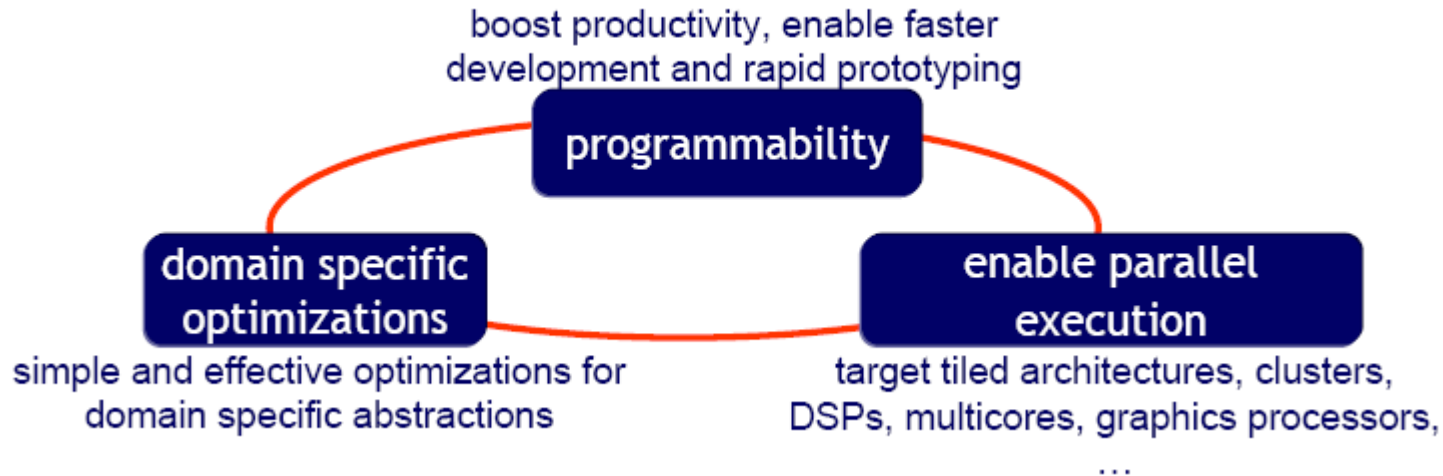 boost productivity, enable faster
development and rapid prototyping
programmability
domain specific
optimizations
simple and effective optimizations for
domain specific abstractions
enable parallel
execution
target tiled architectures, clusters,
DSPs, multicores, graphics processors,
...